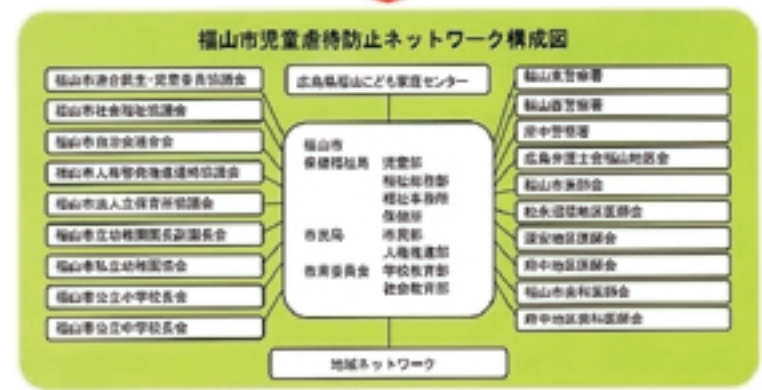 福山市児童虐待防止ネットワーク構成図
福山市連合民生・児童委員協議会
福山市社会福祉協議会
福山市自治会連合会
福山市人権啓発推進連絡協議会
福山市法人立保育所協議会
福山市立幼稚園園長副園長会
福山市私立幼稚園協会
福山市公立小学校長会
福山市公立中学校長会
広島県福山こども家庭センター
福山市
保健福祉局 児童部
福祉総務部
福祉事務所
保健所
市民局 市民部
人権推進部
教育委員会 学校教育部
社会教育部
地域ネットワーク
福山東警察署
福山西警察署
府中警察署
広島弁護士会福山地区会
福山市医師会
松永沼隈地区医師会
深安地区医師会
府中地区医師会
福山市歯科医師会
府中地区歯科医師会